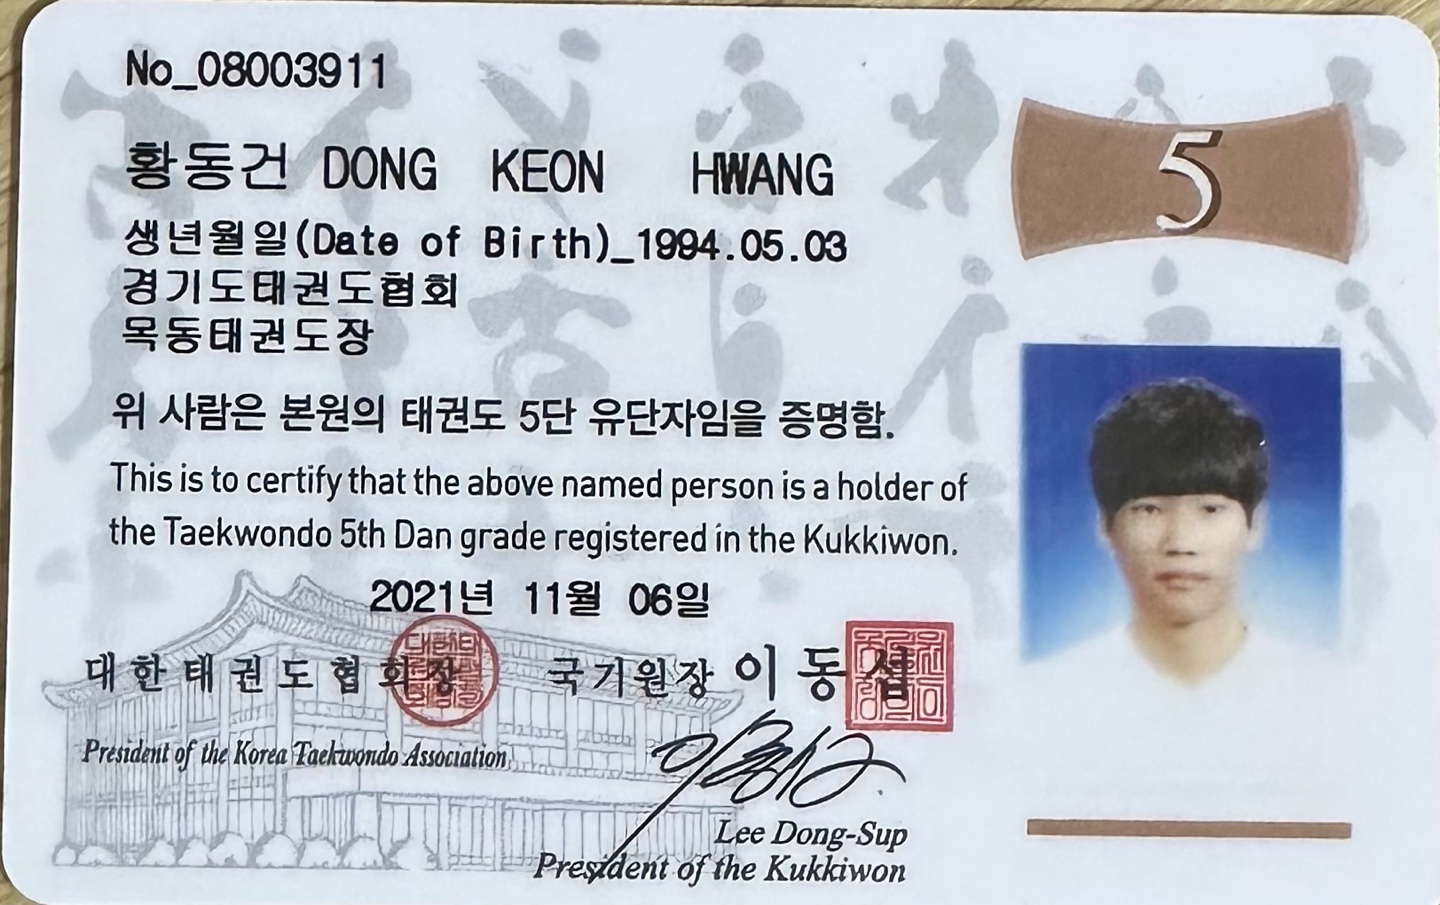 No_08003911
5
황동건 DONG KEON HWANG
생년월일(Date of Birth)_1994.05.03
경기도태권도협회
목동태권도장
위 사람은 본원의 태권도 5단 유단자임을 증명함.
This is to certify that the above named person is a holder of
the Taekwondo 5th Dan grade registered in the Kukkiwon.
2021년 11월 06일
대한태권도협회장 국기원장 이동섭
President of the Korea Taekwondo Association
Lee Dong-Sup
President of the Kukkiwon